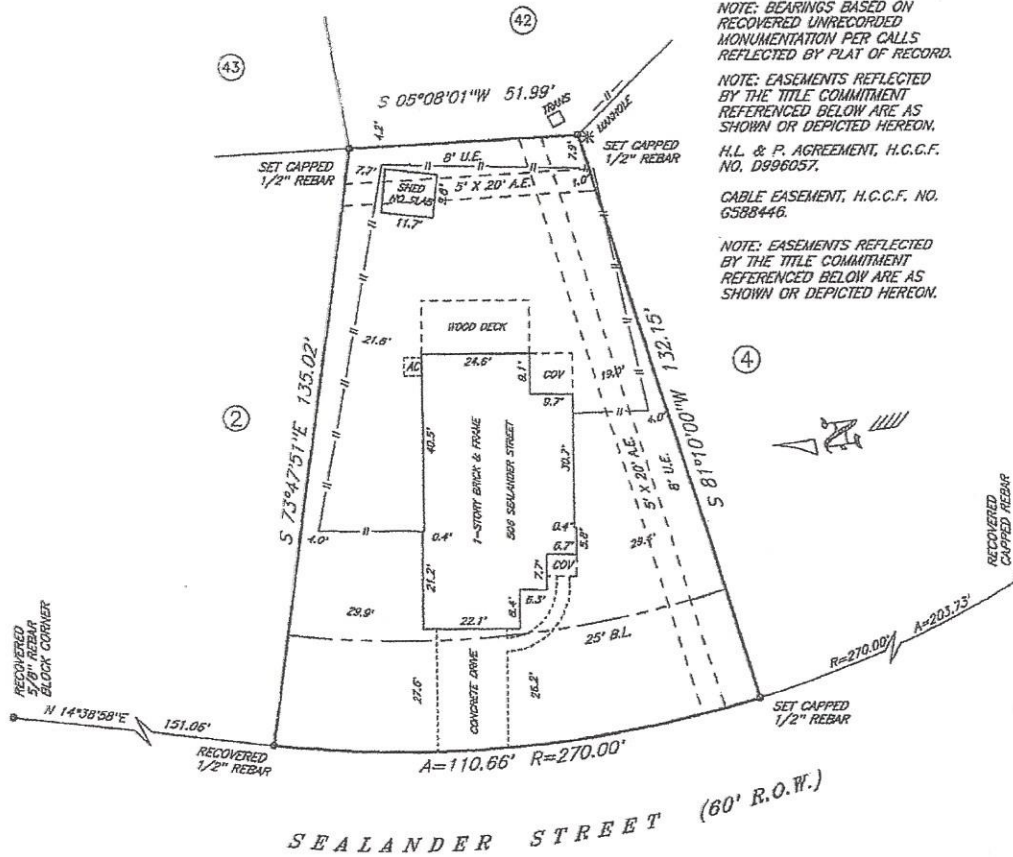 NOTE: BEARINGS BASED ON
RECOVERED UNRECORDED
MONUMENTATION PER CALLS
REFLECTED BY PLAT OF RECORD.
NOTE: EASEMENTS REFLECTED
BY THE TITLE COMMITMENT
REFERENCED BELOW ARE AS
SHOWN OR DEPICTED HEREON.
H.L. & P. AGREEMENT, H.C.C.F.
NO. D996057.
CABLE EASEMENT, H.C.C.F. NO.
G588446.
NOTE: EASEMENTS REFLECTED
BY THE TITLE COMMITMENT
REFERENCED BELOW ARE AS
SHOWN OR DEPICTED HEREON.
42
43
S 05°08'01"W 51.99'
TRANS
MANHOLE
4.2'
SET CAPPED
1/2" REBAR
7.9'
SET CAPPED
1/2" REBAR
7.7'
8' U.E.
5' X 20' A.E.
1.0'
SHED
NO SLAB
9.8'
11.7'
WOOD DECK
21.6'
AC
24.6'
9.1'
COV
9.7'
19.0'
4.0'
S 73°47'51"E 135.02'
S 81°10'00"W 132.15'
2
4
40.5'
1-STORY BRICK & FRAME
506 SEALANDER STREET
30.7'
5' X 20' A.E.
8' U.E.
4.0'
0.4'
0.4'
5.8'
6.7'
COV
7.7'
29.4'
21.2'
5.3'
8.4'
22.1'
29.9'
25' B.L.
27.6'
CONCRETE DRIVE
26.2'
RECOVERED
5/8" REBAR
BLOCK CORNER
N 14°38'58"E 151.06'
RECOVERED
1/2" REBAR
A=110.66' R=270.00'
SET CAPPED
1/2" REBAR
R=270.00'
A=203.73'
RECOVERED
CAPPED REBAR
SEALANDER STREET (60' R.O.W.)